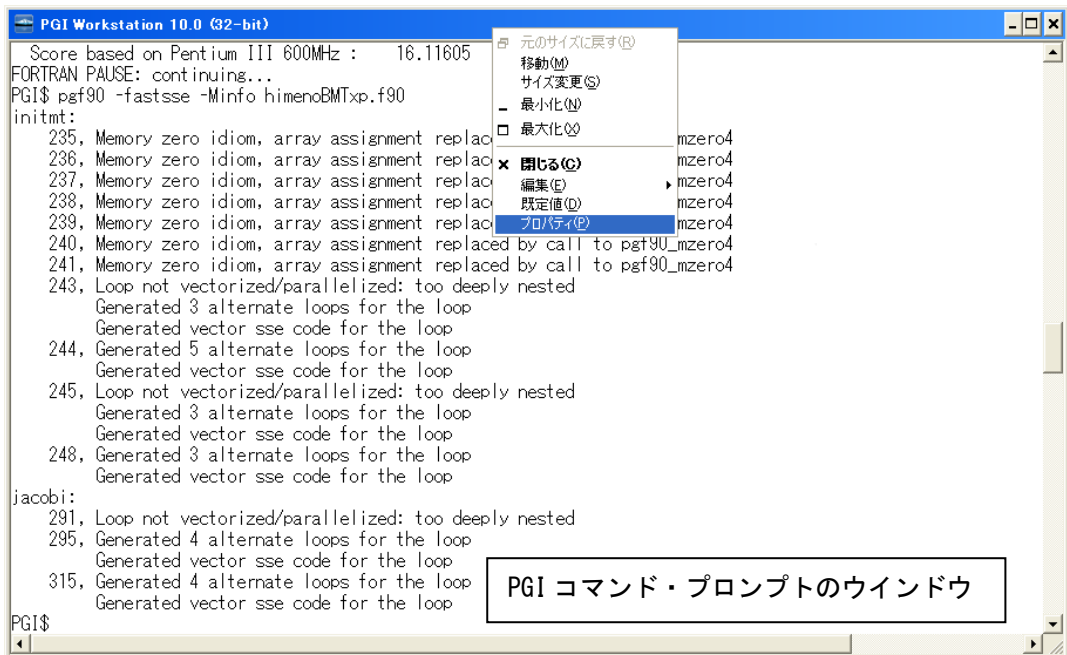 PGI Workstation 10.0 (32-bit)
Score based on Pentium III 600MHz : 16.11605
FORTRAN PAUSE: continuing...
PGI$ pgf90 -fastsse -Minfo himenoBMTxp.f90
initmt:
235, Memory zero idiom, array assignment replac mzero4
236, Memory zero idiom, array assignment replac mzero4
237, Memory zero idiom, array assignment replac mzero4
238, Memory zero idiom, array assignment replac mzero4
239, Memory zero idiom, array assignment replac mzero4
240, Memory zero idiom, array assignment replaced by call to pgf90_mzero4
241, Memory zero idiom, array assignment replaced by call to pgf90_mzero4
243, Loop not vectorized/parallelized: too deeply nested
Generated 3 alternate loops for the loop
Generated vector sse code for the loop
244, Generated 5 alternate loops for the loop
Generated vector sse code for the loop
245, Loop not vectorized/parallelized: too deeply nested
Generated 3 alternate loops for the loop
Generated vector sse code for the loop
248, Generated 3 alternate loops for the loop
Generated vector sse code for the loop
jacobi:
291, Loop not vectorized/parallelized: too deeply nested
295, Generated 4 alternate loops for the loop
Generated vector sse code for the loop
315, Generated 4 alternate loops for the loop
Generated vector sse code for the loop
PGI$
元のサイズに戻す(R)
移動(M)
サイズ変更(S)
最小化(N)
最大化(X)
閉じる(C)
編集(E)
既定値(D)
プロパティ(P)
PGI コマンド・プロンプトのウインドウ